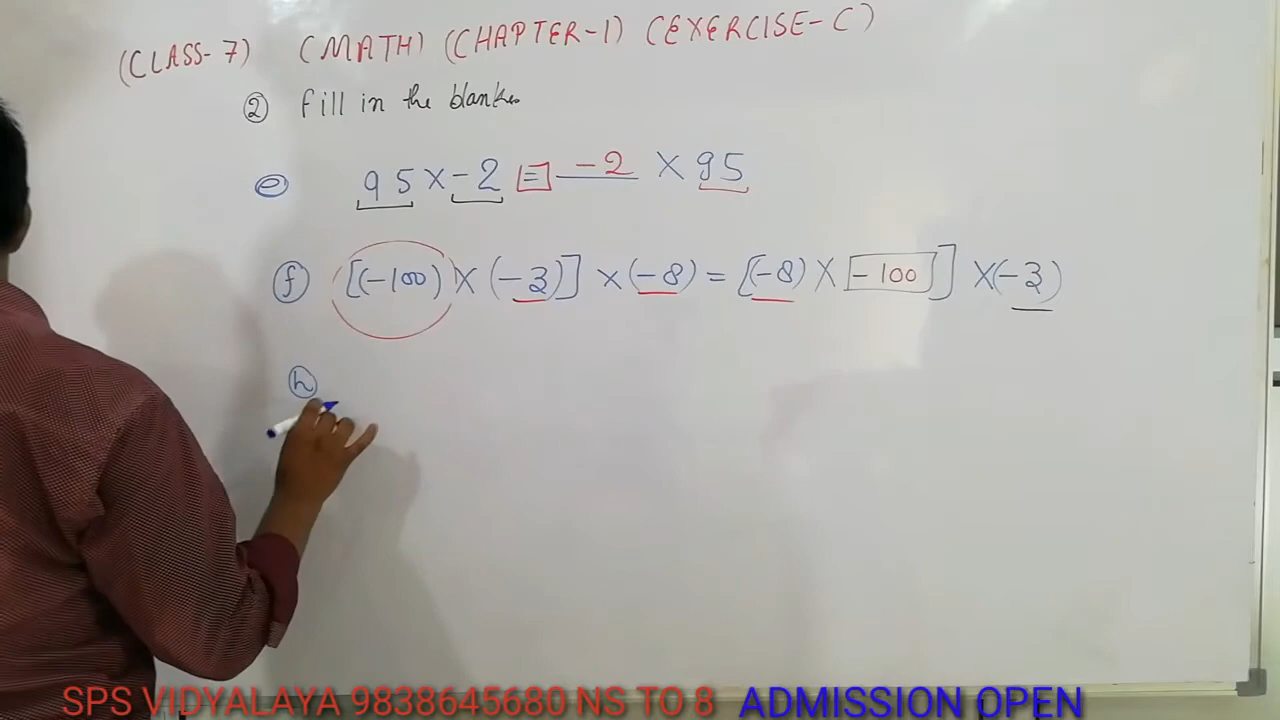 (CLASS-7) (MATH) (CHAPTER-1) (EXERCISE-C)
② fill in the blanks
ⓔ 95 × -2 = -2 × 95
ⓕ [(-100) × (-3)] × (-8) = [(-8) × -100] × (-3)
ⓗ
SPS VIDYALAYA 9838645680 NS TO 8 ADMISSION OPEN